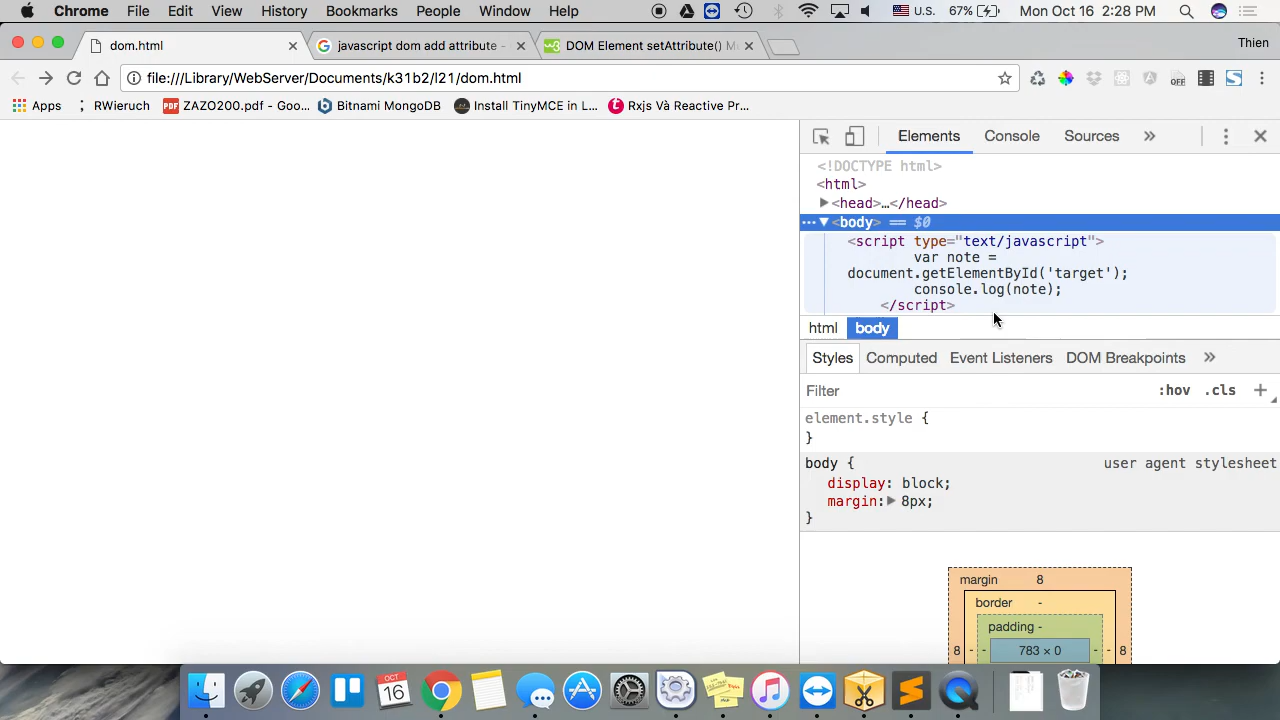 Chrome File Edit View History Bookmarks People Window Help U.S. 67% Mon Oct 16 2:28 PM
dom.html javascript dom add attribute - DOM Element setAttribute() M Thien
file:///Library/WebServer/Documents/k31b2/l21/dom.html OFF
Apps RWieruch ZAZO200.pdf - Goo... Bitnami MongoDB Install TinyMCE in L... Rxjs Và Reactive Pr...
Elements Console Sources »
<!DOCTYPE html>
<html>
<head>…</head>
<body> == $0
<script type="text/javascript">
var note =
document.getElementById('target');
console.log(note);
</script>
html body
Styles Computed Event Listeners DOM Breakpoints »
Filter :hov .cls +
element.style {
}
body { user agent stylesheet
display: block;
margin: 8px;
}
margin 8
border -
padding -
8 - - 783 × 0 - - 8
OCT
16